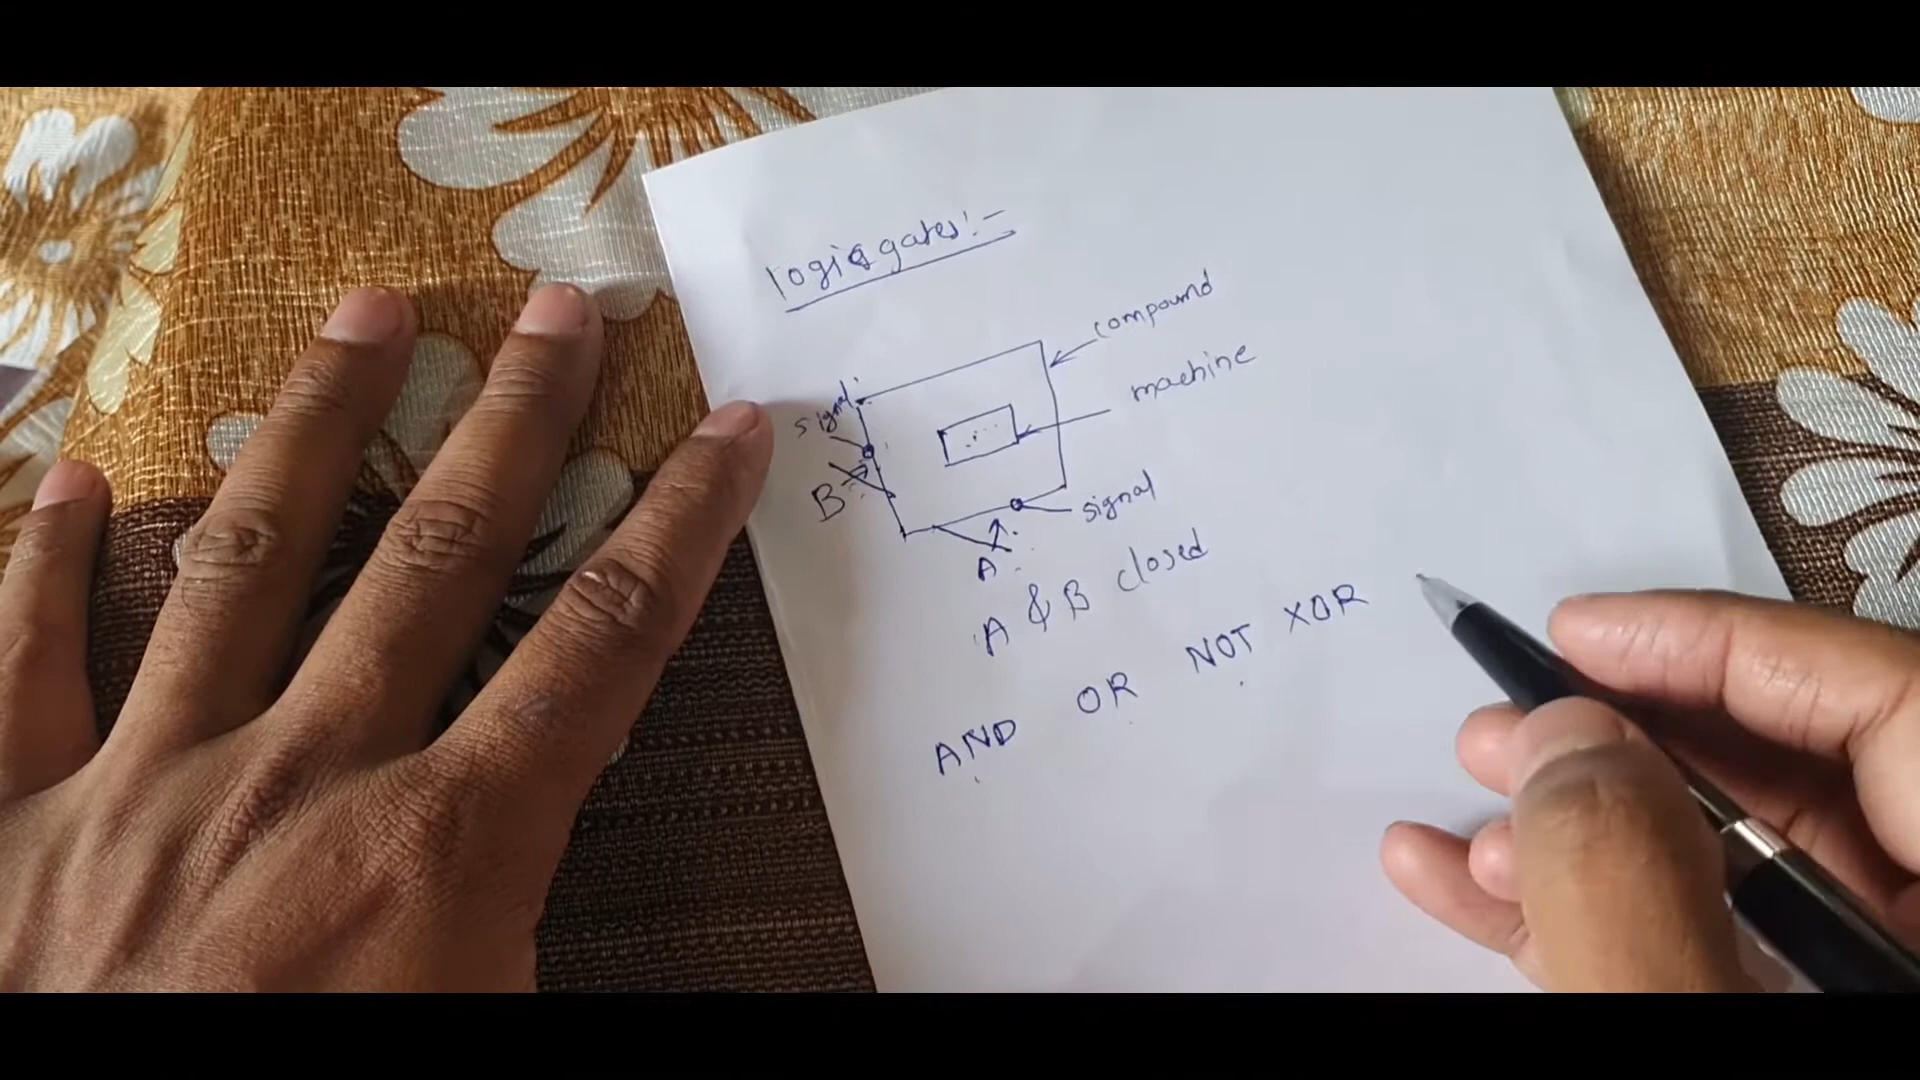 logic gates:-
compound
machine
signal
B
signal
A
A & B closed
AND OR NOT XOR